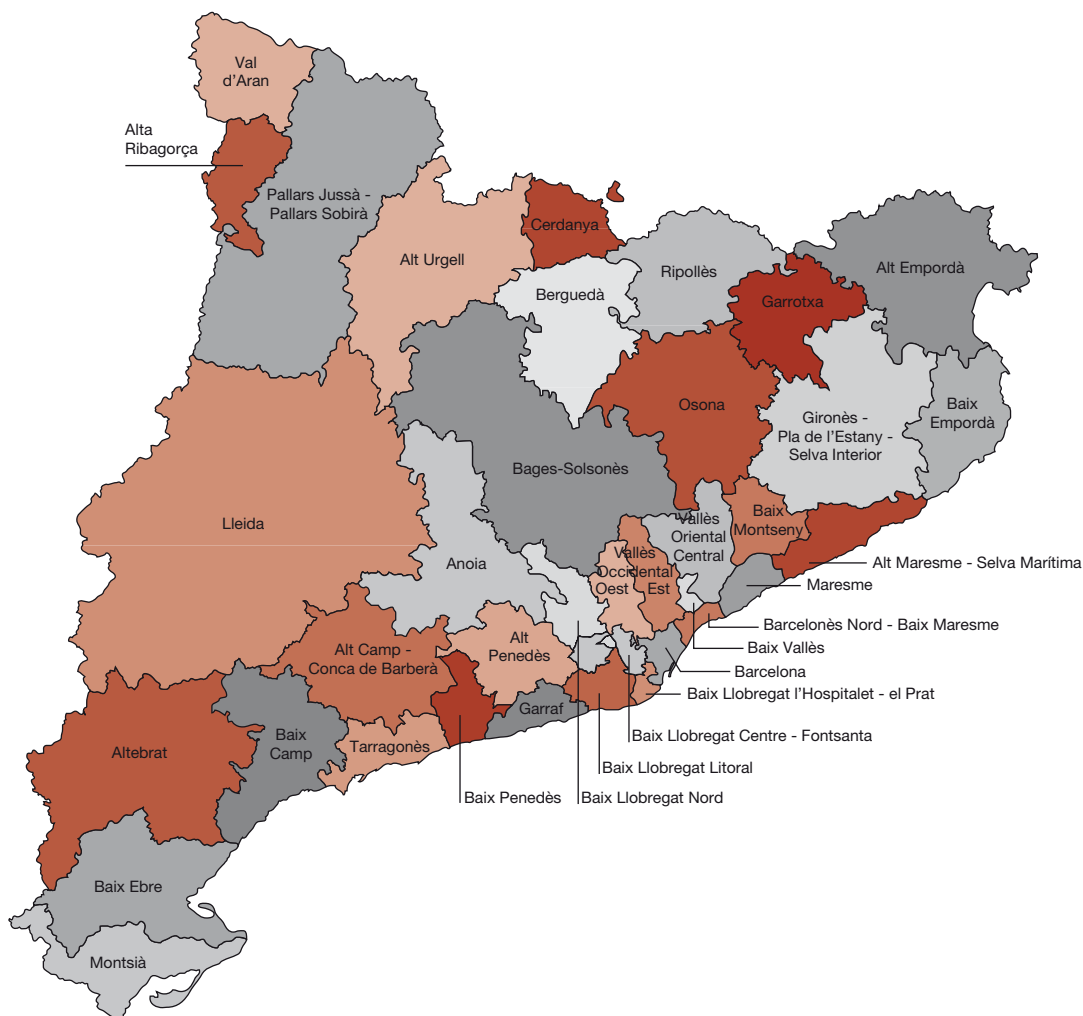 Val
d'Aran
Alta
Ribagorça
Pallars Jussà -
Pallars Sobirà
Cerdanya
Alt Urgell
Ripollès
Alt Empordà
Berguedà
Garrotxa
Osona
Gironès -
Pla de l'Estany -
Selva Interior
Baix
Empordà
Bages-Solsonès
Lleida
Anoia
Vallès
Oriental
Central
Baix
Montseny
Vallès
Occidental
Oest
Est
Alt Maresme - Selva Marítima
Maresme
Barcelonès Nord - Baix Maresme
Baix Vallès
Barcelona
Baix Llobregat l'Hospitalet - el Prat
Alt Camp -
Conca de Barberà
Alt
Penedès
Garraf
Baix Llobregat Centre - Fontsanta
Altebrat
Baix
Camp
Tarragonès
Baix Llobregat Litoral
Baix Penedès
Baix Llobregat Nord
Baix Ebre
Montsià